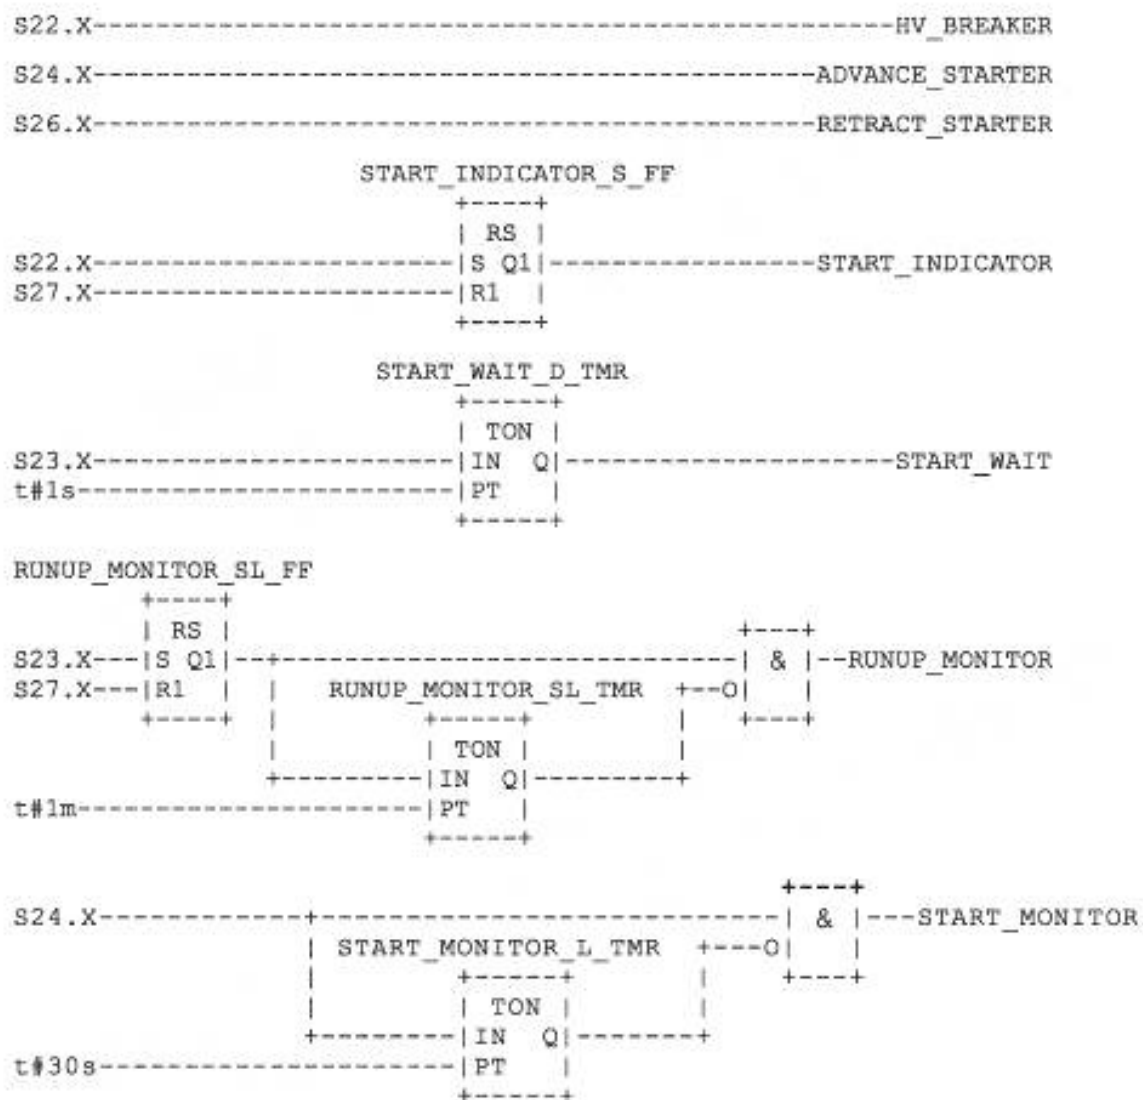 S22.X--------------------------------------------------HV_BREAKER
S24.X---------------------------------------------ADVANCE_STARTER
S26.X---------------------------------------------RETRACT_STARTER
START_INDICATOR_S_FF
+-----+
| RS |
S22.X----------------------|S Q1|-----------------START_INDICATOR
S27.X----------------------|R1 |
+-----+
START_WAIT_D_TMR
+------+
| TON |
S23.X----------------------|IN Q|---------------------START_WAIT
t#1s-----------------------|PT |
+------+
RUNUP_MONITOR_SL_FF
+-----+
| RS | +----+
S23.X---|S Q1|--+-----------------------------| & |--RUNUP_MONITOR
S27.X---|R1 | | RUNUP_MONITOR_SL_TMR +--O| |
+-----+ | +------+ | +----+
| | TON | |
+---------|IN Q|---------+
t#1m---------------------|PT |
+------+
+----+
S24.X-------------+-----------------------------| & |---START_MONITOR
| START_MONITOR_L_TMR +---O| |
| +------+ | +----+
| | TON | |
+---------|IN Q|--------+
t#30s----------------------|PT |
+------+